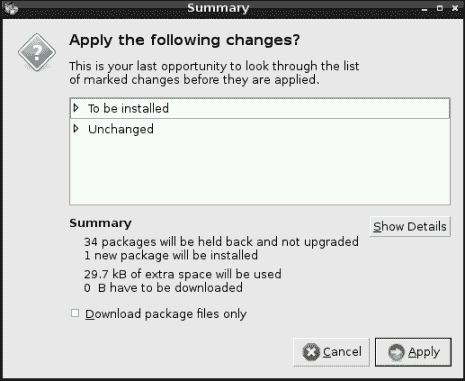 Summary
Apply the following changes?
This is your last opportunity to look through the list
of marked changes before they are applied.
To be installed
Unchanged
Summary
Show Details
34 packages will be held back and not upgraded
1 new package will be installed
29.7 kB of extra space will be used
0 B have to be downloaded
Download package files only
Cancel
Apply